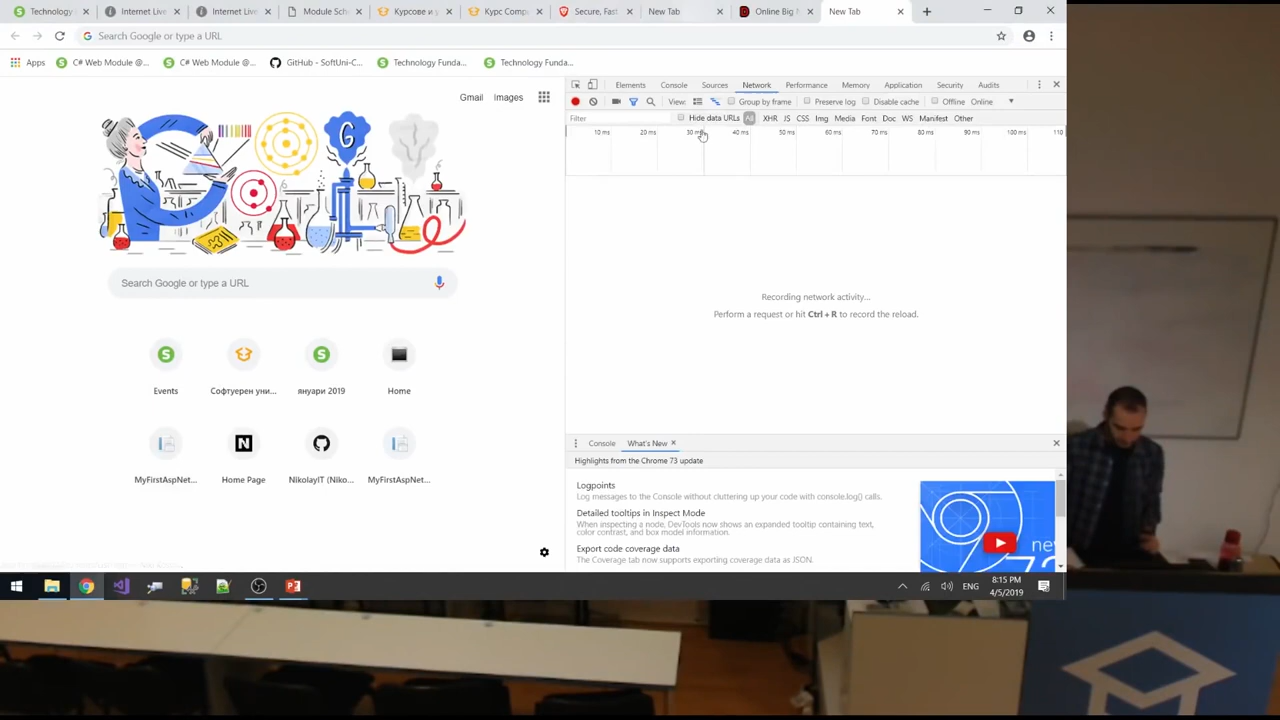 Technology
Internet Live
Internet Live
Module Sch
Курсове и
Курс Comp
Secure, Fast
New Tab
Online Big
New Tab
Search Google or type a URL
Apps
C# Web Module @...
C# Web Module @...
GitHub - SoftUni-C...
Technology Funda...
Technology Funda...
Gmail
Images
Search Google or type a URL
Events
Софтуерен уни...
януари 2019
Home
MyFirstAspNet...
Home Page
NikolayIT (Niko...
MyFirstAspNet...
Elements Console Sources Network Performance Memory Application Security Audits
View: Group by frame Preserve log Disable cache Offline Online
Filter Hide data URLs All XHR JS CSS Img Media Font Doc WS Manifest Other
10 ms 20 ms 30 ms 40 ms 50 ms 60 ms 70 ms 80 ms 90 ms 100 ms 110
Recording network activity...
Perform a request or hit Ctrl + R to record the reload.
Console What's New
Highlights from the Chrome 73 update
Logpoints
Log messages to the Console without cluttering up your code with console.log() calls.
Detailed tooltips in Inspect Mode
When inspecting a node, DevTools now shows an expanded tooltip containing text,
color contrast, and box model information.
Export code coverage data
The Coverage tab now supports exporting coverage data as JSON.
new
73
ENG
8:15 PM
4/5/2019